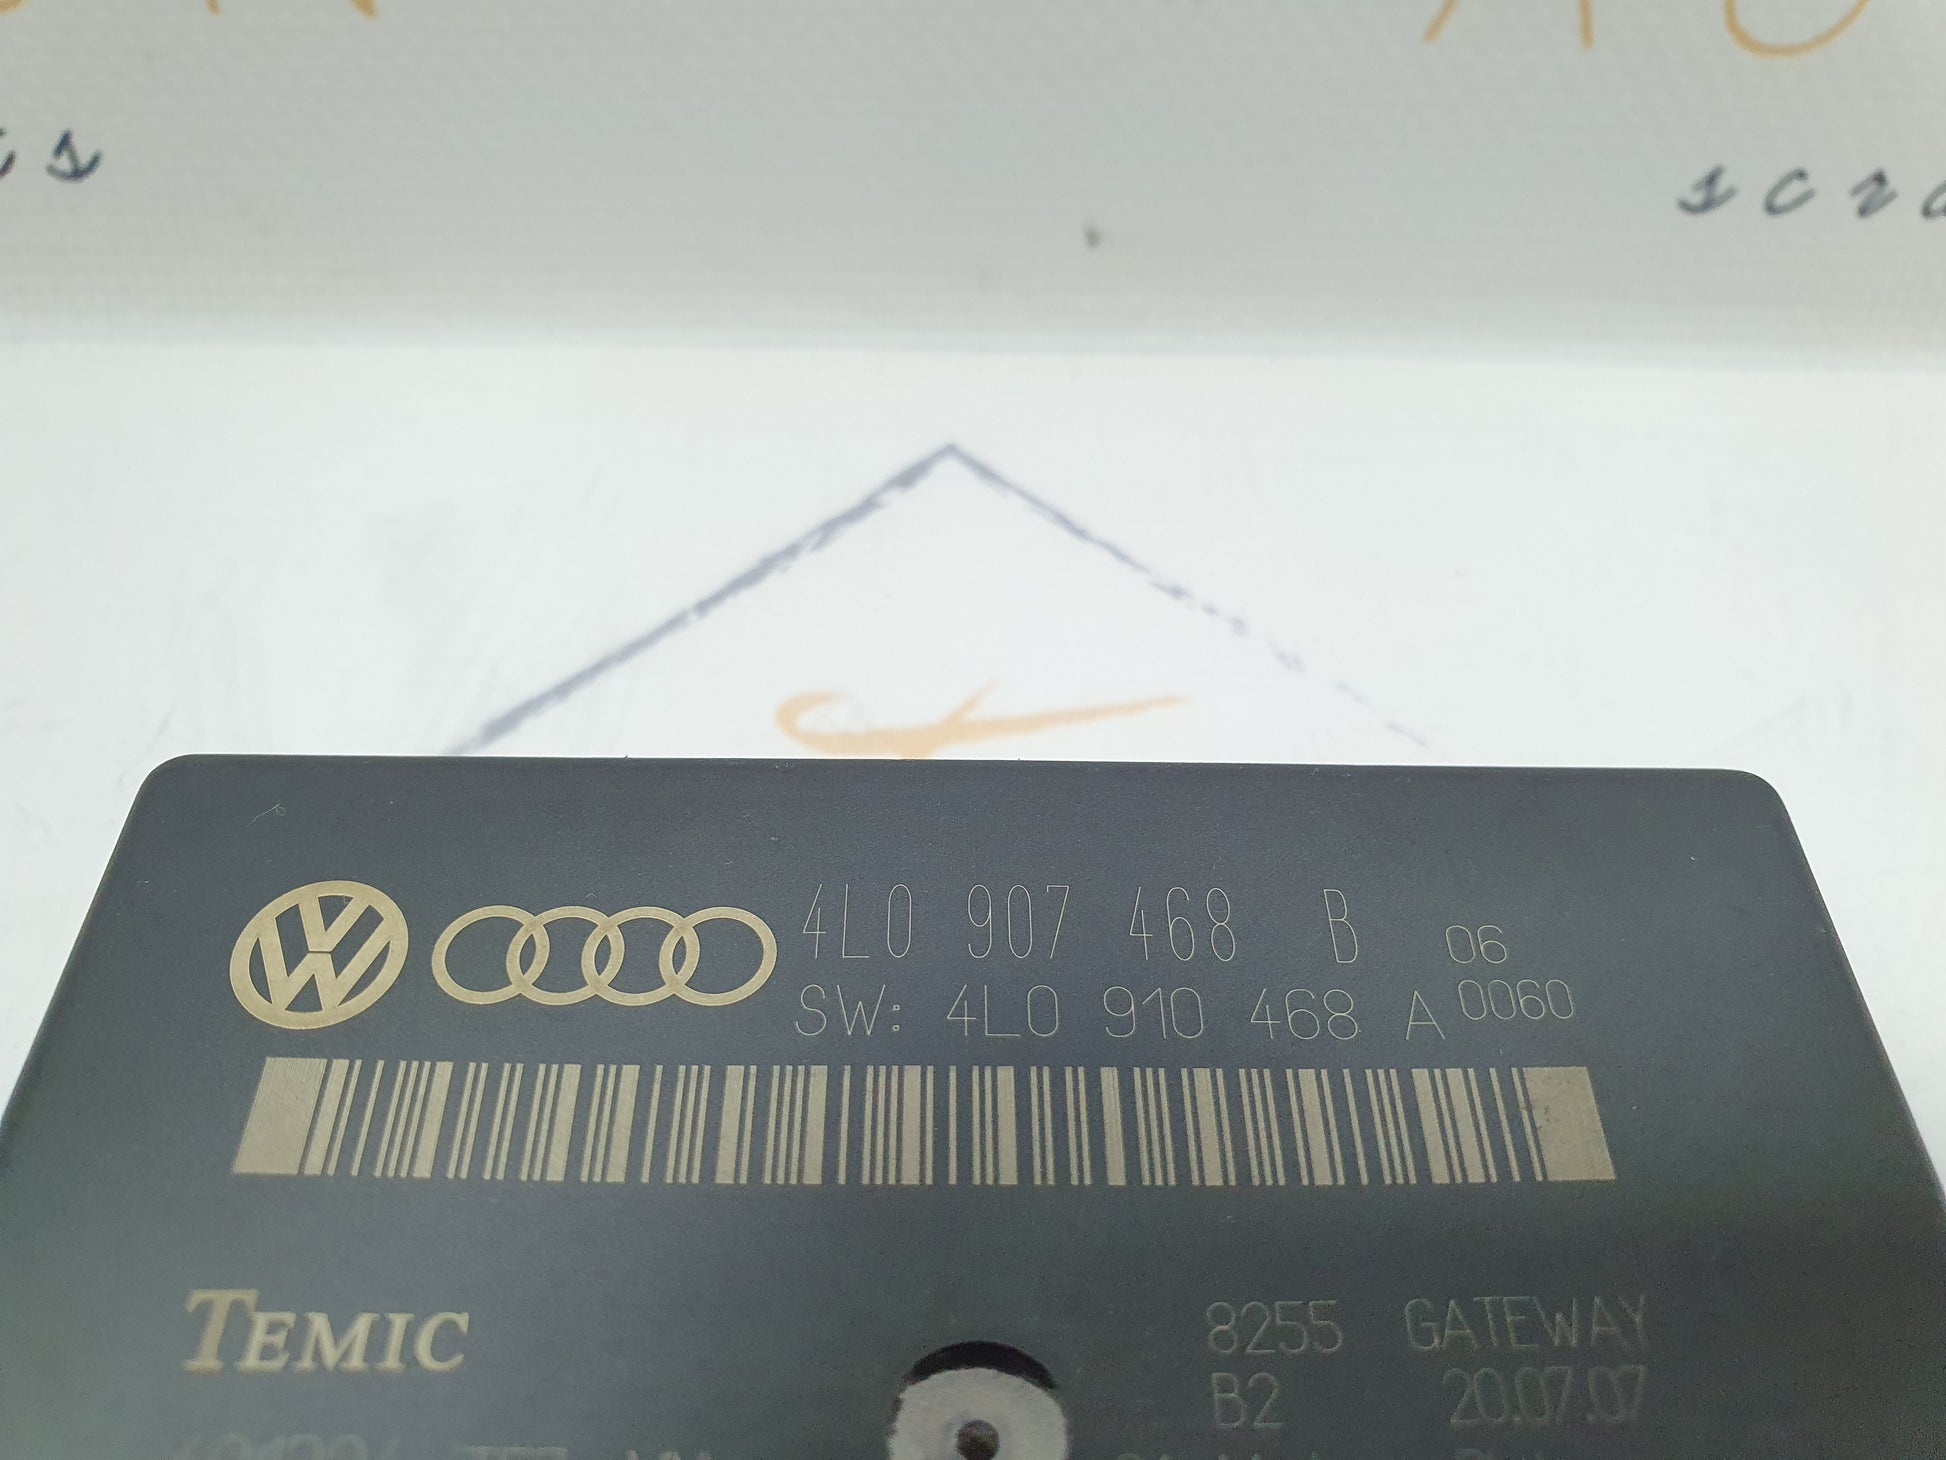 4L0 907 468 B 06
SW: 4L0 910 468 A 0060
TEMIC
8255 GATEWAY
B2 20.07.07